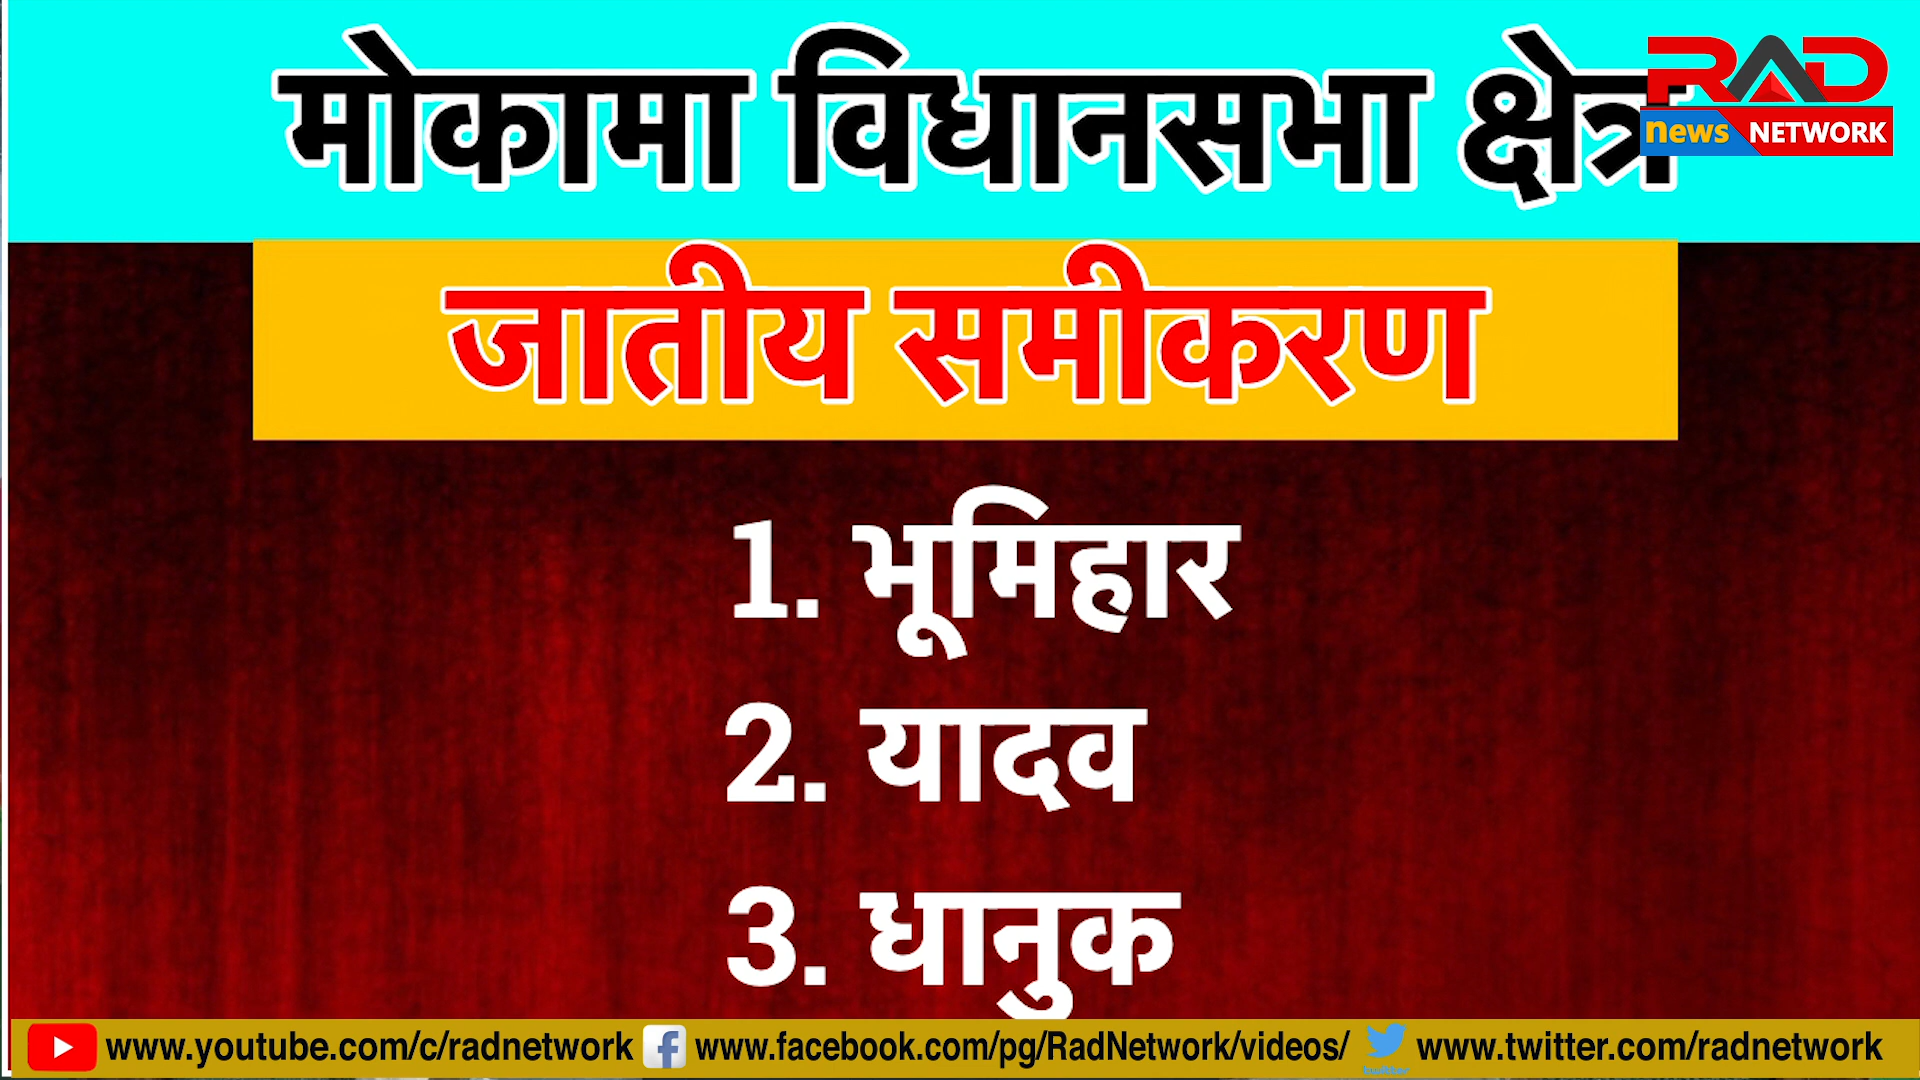 मोकामा विधानसभा क्षेत्र
RAD
news NETWORK
जातीय समीकरण
1. भूमिहार
2. यादव
3. धानुक
www.youtube.com/c/radnetwork www.facebook.com/pg/RadNetwork/videos/ www.twitter.com/radnetwork
twitter